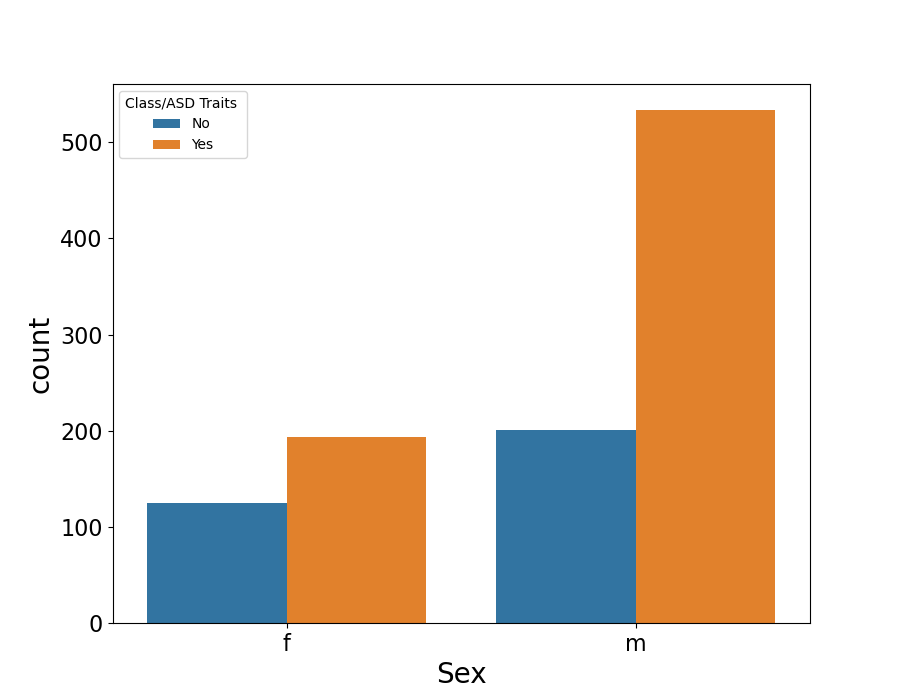 Class/ASD Traits
No
Yes
500
400
300
200
100
0
count
f
m
Sex